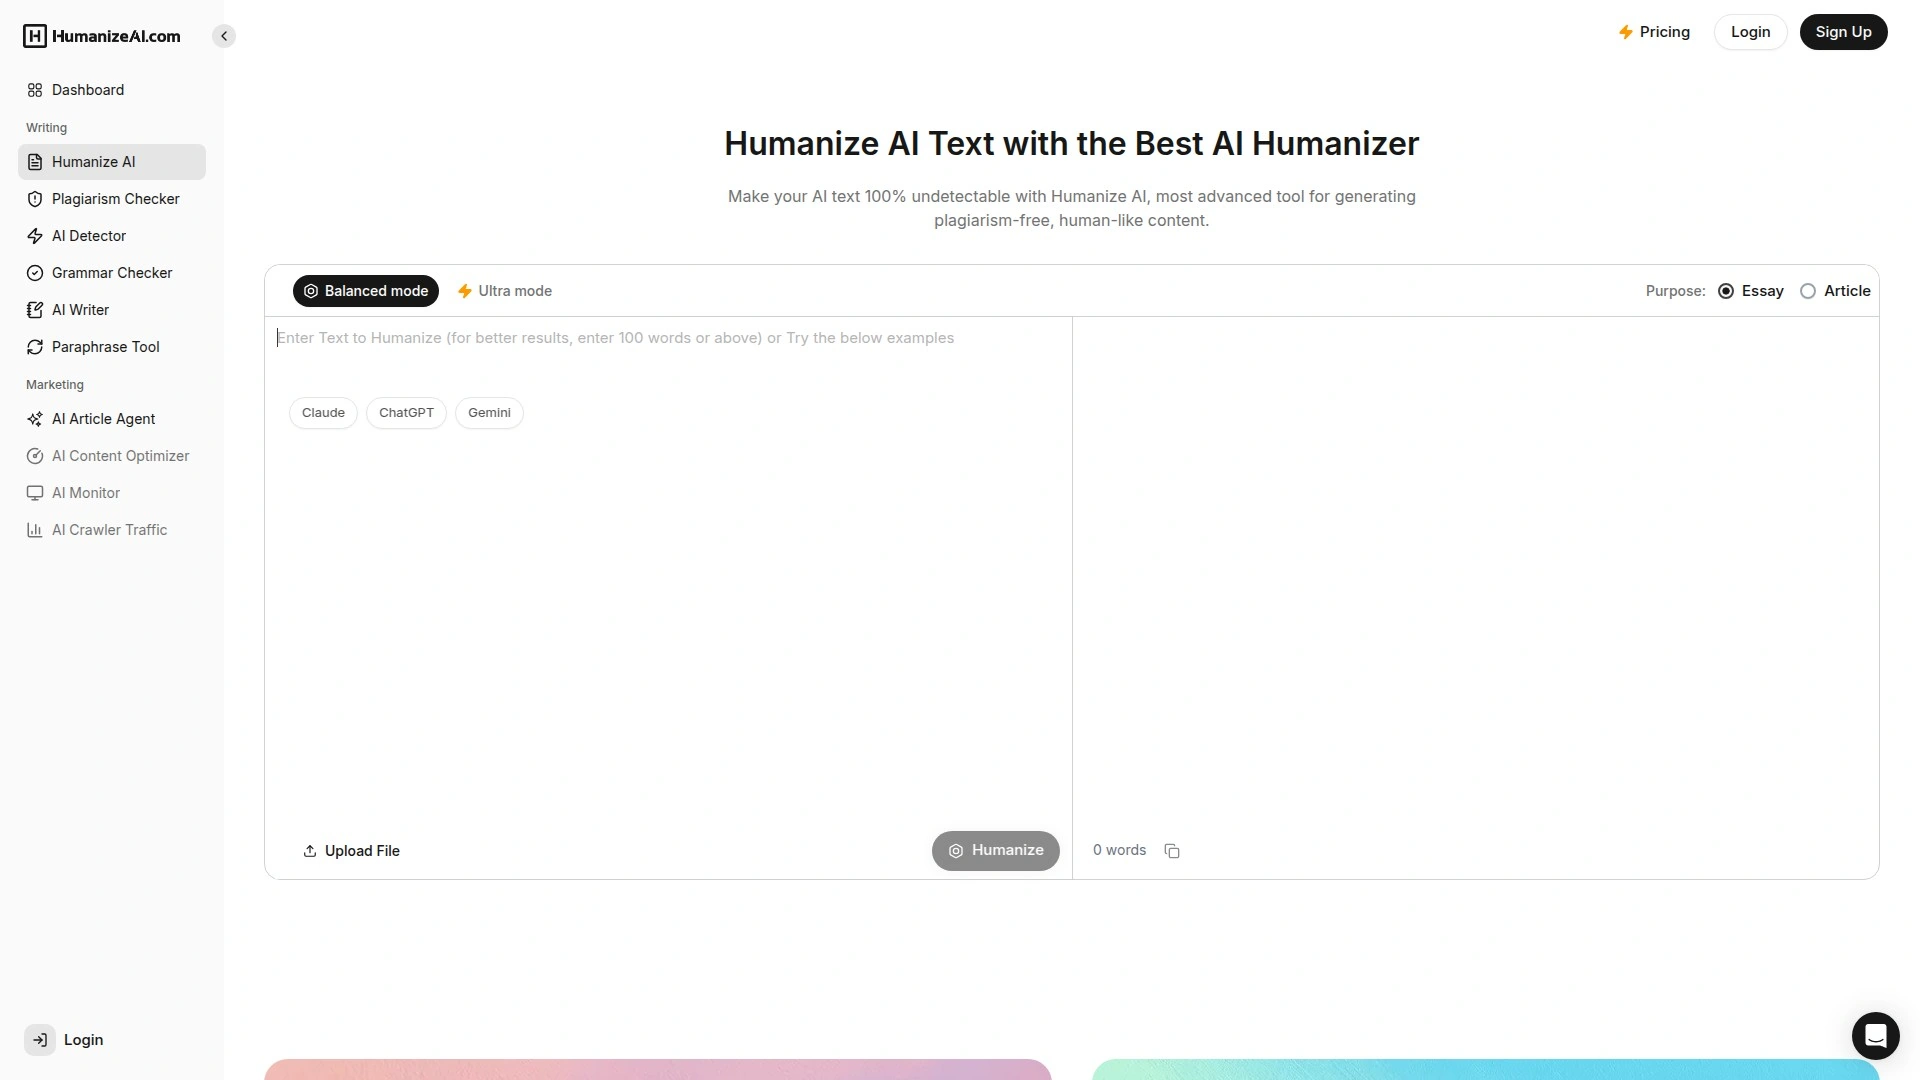 HumanizeAI.com
Pricing
Login
Sign Up
Dashboard
Writing
Humanize AI
Plagiarism Checker
AI Detector
Grammar Checker
AI Writer
Paraphrase Tool
Marketing
AI Article Agent
AI Content Optimizer
AI Monitor
AI Crawler Traffic
Login
Humanize AI Text with the Best AI Humanizer
Make your AI text 100% undetectable with Humanize AI, most advanced tool for generating
plagiarism-free, human-like content.
Balanced mode
Ultra mode
Purpose: Essay Article
Enter Text to Humanize (for better results, enter 100 words or above) or Try the below examples
Claude
ChatGPT
Gemini
Upload File
Humanize
0 words